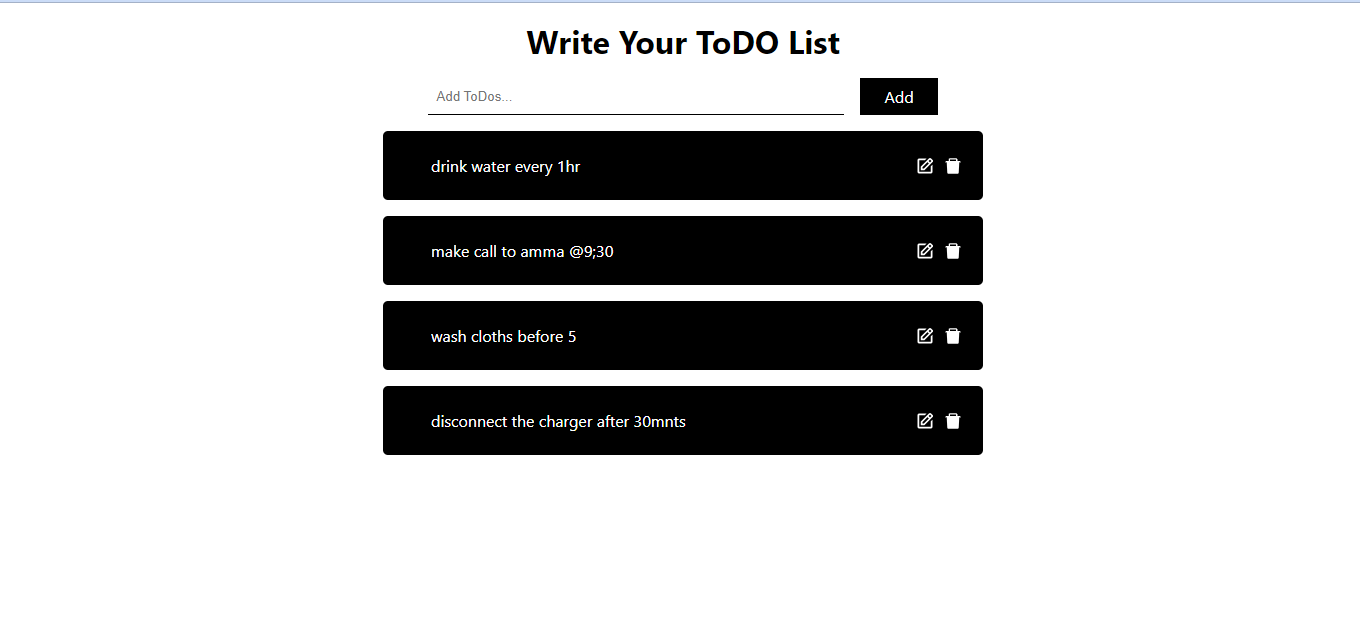 Write Your ToDO List
Add ToDos...
Add
drink water every 1hr
make call to amma @9;30
wash cloths before 5
disconnect the charger after 30mnts